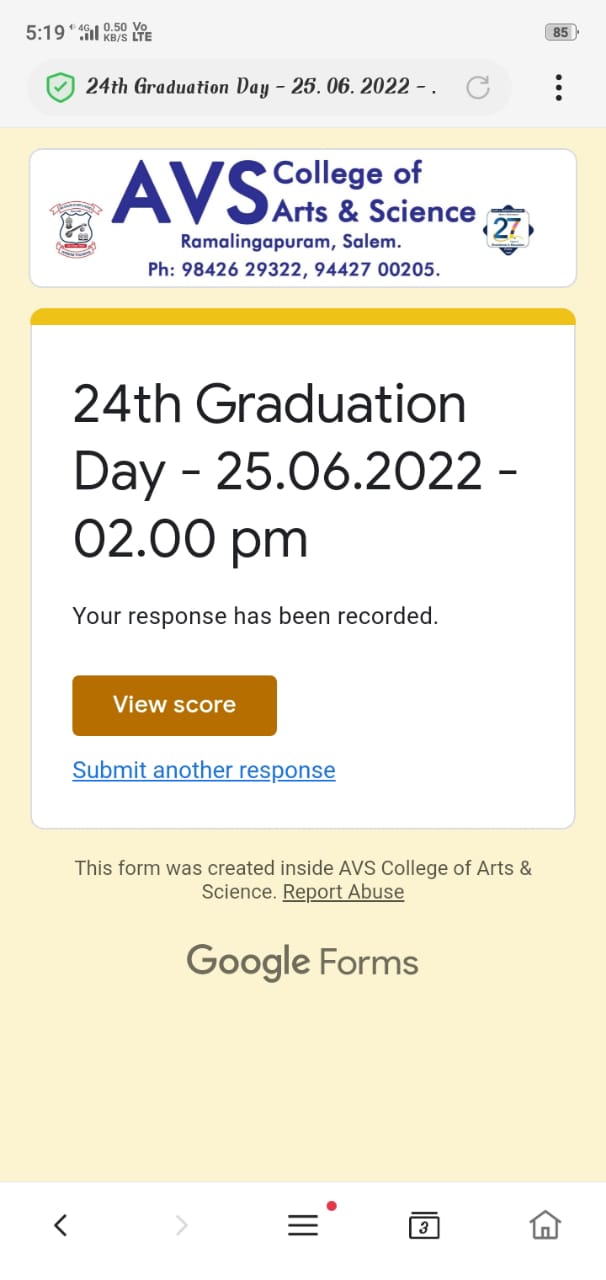 5:19 4G 0.50 KB/S Vo LTE 85
24th Graduation Day - 25. 06. 2022 - .
AVS College of
Arts & Science
27
Ramalingapuram, Salem.
Ph: 98426 29322, 94427 00205.
24th Graduation
Day - 25.06.2022 -
02.00 pm
Your response has been recorded.
View score
Submit another response
This form was created inside AVS College of Arts &
Science. Report Abuse
Google Forms
3